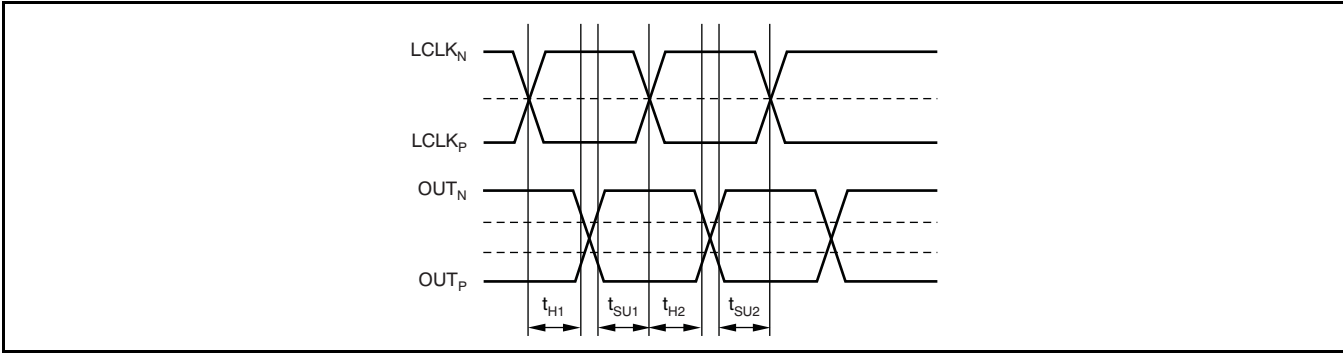 LCLKN
LCLKP
OUTN
OUTP
tH1 tSU1 tH2 tSU2